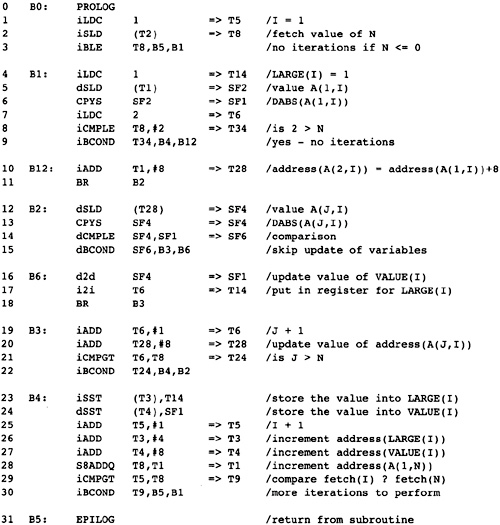 0 B0: PROLOG
1 iLDC 1 => T5 /I = 1
2 iSLD (T2) => T8 /fetch value of N
3 iBLE T8,B5,B1 /no iterations if N <= 0
4 B1: iLDC 1 => T14 /LARGE(I) = 1
5 dSLD (T1) => SF2 /value A(1,I)
6 CPYS SF2 => SF1 /DABS(A(1,I))
7 iLDC 2 => T6
8 iCMPLE T8,#2 => T34 /is 2 > N
9 iBCOND T34,B4,B12 /yes - no iterations
10 B12: iADD T1,#8 => T28 /address(A(2,I)) = address(A(1,I))+8
11 BR B2
12 B2: dSLD (T28) => SF4 /value A(J,I)
13 CPYS SF4 => SF4 /DABS(A(J,I))
14 dCMPLE SF4,SF1 => SF6 /comparison
15 dBCOND SF6,B3,B6 /skip update of variables
16 B6: d2d SF4 => SF1 /update value of VALUE(I)
17 i2i T6 => T14 /put in register for LARGE(I)
18 BR B3
19 B3: iADD T6,#1 => T6 /J + 1
20 iADD T28,#8 => T28 /update value of address(A(J,I))
21 iCMPGT T6,T8 => T24 /is J > N
22 iBCOND T24,B4,B2
23 B4: iSST (T3),T14 /store the value into LARGE(I)
24 dSST (T4),SF1 /store the value into VALUE(I)
25 iADD T5,#1 => T5 /I + 1
26 iADD T3,#4 => T3 /increment address(LARGE(I))
27 iADD T4,#8 => T4 /increment address(VALUE(I))
28 S8ADDQ T8,T1 => T1 /increment address(A(1,N))
29 iCMPGT T5,T8 => T9 /compare fetch(I) ? fetch(N)
30 iBCOND T9,B5,B1 /more iterations to perform
31 B5: EPILOG /return from subroutine